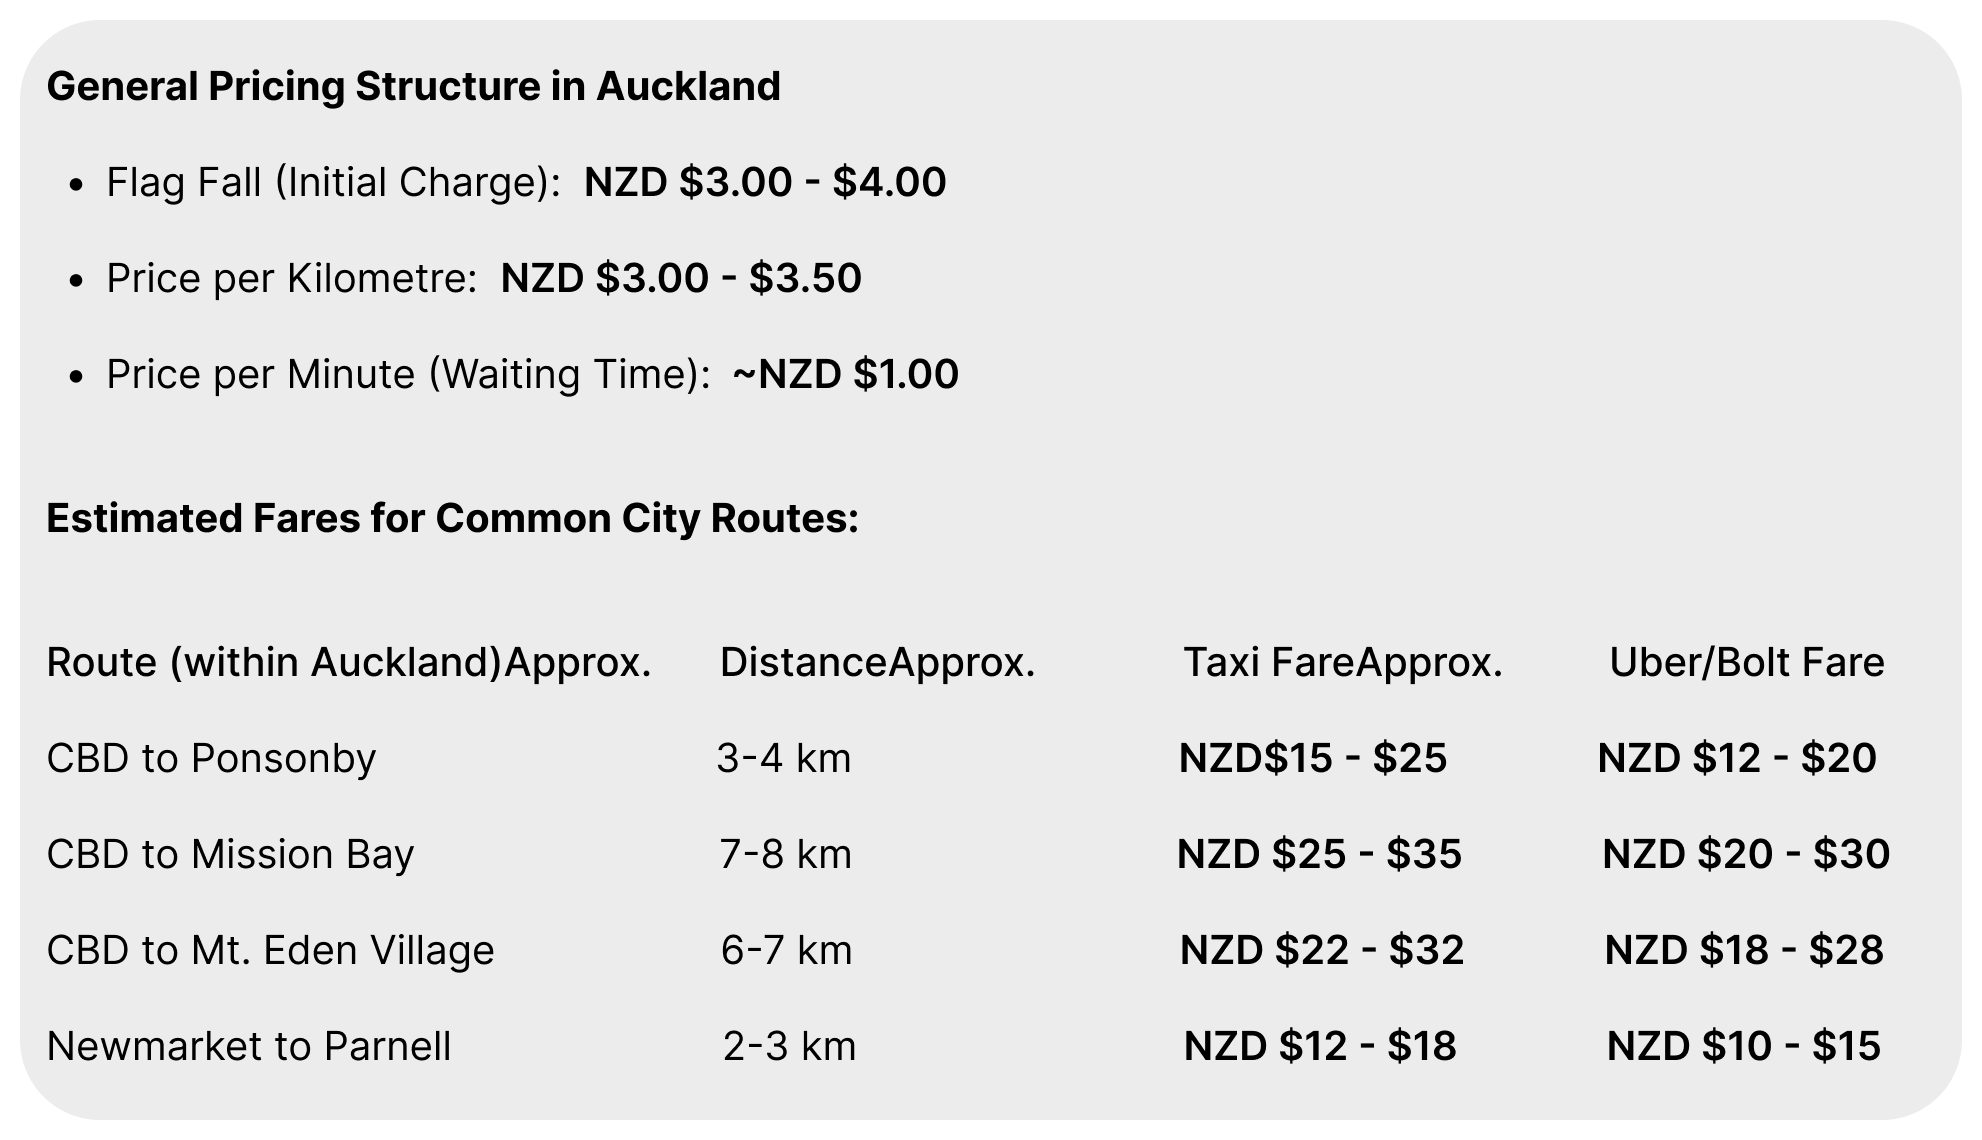 General Pricing Structure in Auckland
• Flag Fall (Initial Charge): NZD $3.00 - $4.00
• Price per Kilometre: NZD $3.00 - $3.50
• Price per Minute (Waiting Time): ~NZD $1.00
Estimated Fares for Common City Routes:
Route (within Auckland)Approx. DistanceApprox. Taxi FareApprox. Uber/Bolt Fare
CBD to Ponsonby 3-4 km NZD$15 - $25 NZD $12 - $20
CBD to Mission Bay 7-8 km NZD $25 - $35 NZD $20 - $30
CBD to Mt. Eden Village 6-7 km NZD $22 - $32 NZD $18 - $28
Newmarket to Parnell 2-3 km NZD $12 - $18 NZD $10 - $15